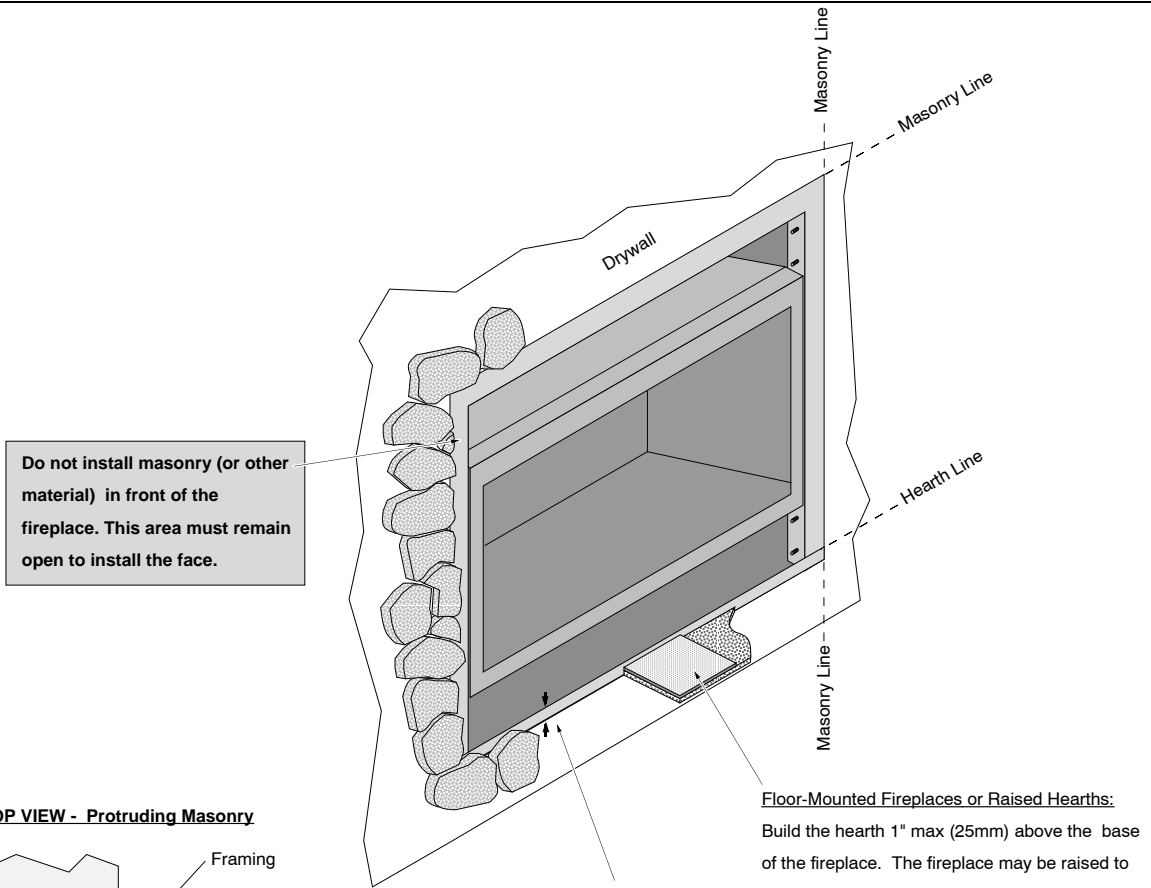 Masonry Line
Masonry Line
Drywall
Do not install masonry (or other
material) in front of the
fireplace. This area must remain
open to install the face.
Hearth Line
Masonry Line
Floor-Mounted Fireplaces or Raised Hearths:
Build the hearth 1" max (25mm) above the base
of the fireplace. The fireplace may be raised to
OP VIEW - Protruding Masonry
Framing